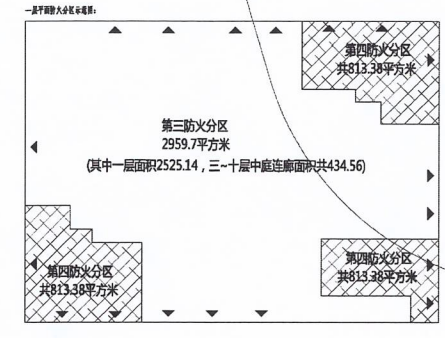 一层平面防火分区示意图：
第四防火分区
共813.38平方米
第三防火分区
2959.7平方米
(其中一层面积2525.14，三~十层中庭连廊面积共434.56)
第四防火分区
共813.38平方米
第四防火分区
共813.38平方米